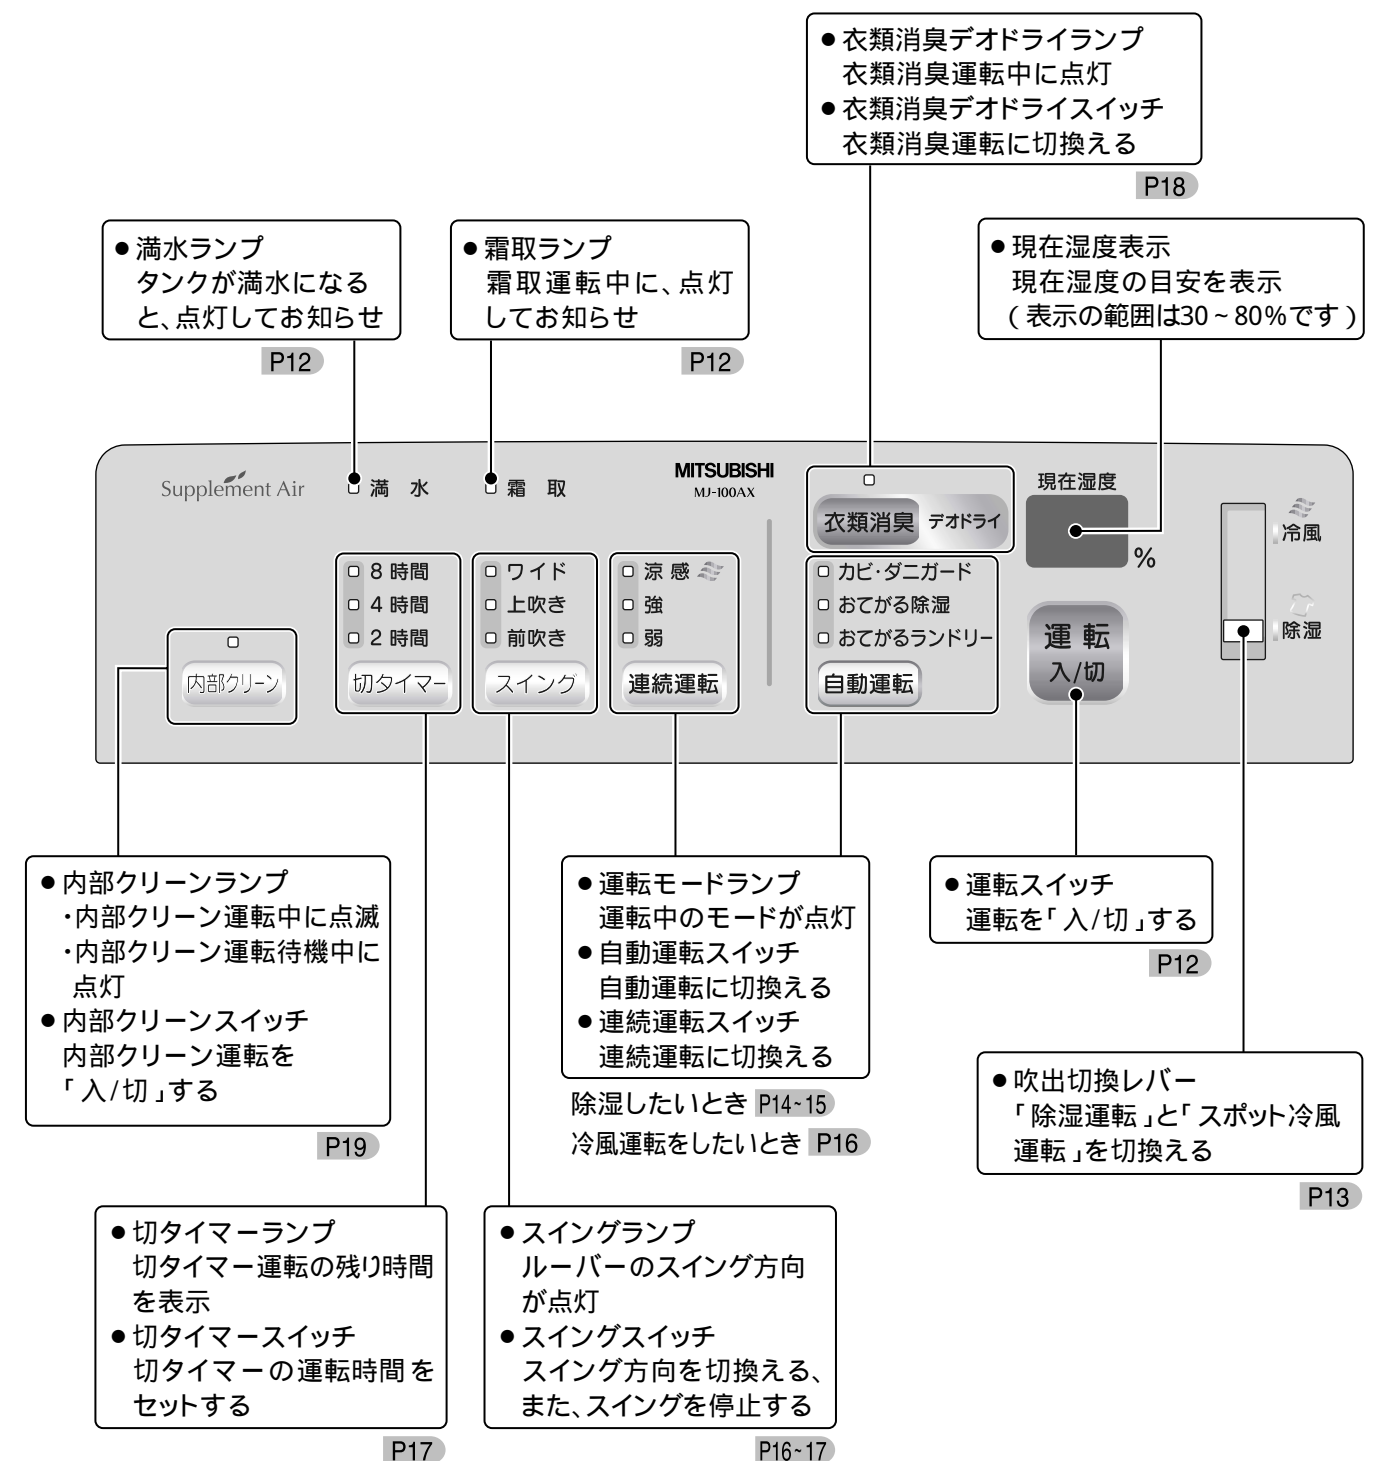 ●衣類消臭デオドライランプ
衣類消臭運転中に点灯
●衣類消臭デオドライスイッチ
衣類消臭運転に切換える
P18
●満水ランプ
タンクが満水になる
と、点灯してお知らせ
P12
●霜取ランプ
霜取運転中に、点灯
してお知らせ
P12
●現在湿度表示
現在湿度の目安を表示
(表示の範囲は30~80%です)
Supplement Air
満 水
霜 取
MITSUBISHI
MJ-100AX
衣類消臭 デオドライ
現在湿度
%
冷風
除湿
8 時間
4 時間
2 時間
ワイド
上吹き
前吹き
涼 感
強
弱
カビ・ダニガード
おてがる除湿
おてがるランドリー
運 転
入/切
内部クリーン
切タイマー
スイング
連続運転
自動運転
●内部クリーンランプ
・内部クリーン運転中に点滅
・内部クリーン運転待機中に
点灯
●内部クリーンスイッチ
内部クリーン運転を
「入/切」する
P19
●運転モードランプ
運転中のモードが点灯
●自動運転スイッチ
自動運転に切換える
●連続運転スイッチ
連続運転に切換える
除湿したいとき P14~15
冷風運転をしたいとき P16
●運転スイッチ
運転を「入/切」する
P12
●吹出切換レバー
「除湿運転」と「スポット冷風
運転」を切換える
P13
●切タイマーランプ
切タイマー運転の残り時間
を表示
●切タイマースイッチ
切タイマーの運転時間を
セットする
P17
●スイングランプ
ルーバーのスイング方向
が点灯
●スイングスイッチ
スイング方向を切換える、
また、スイングを停止する
P16~17